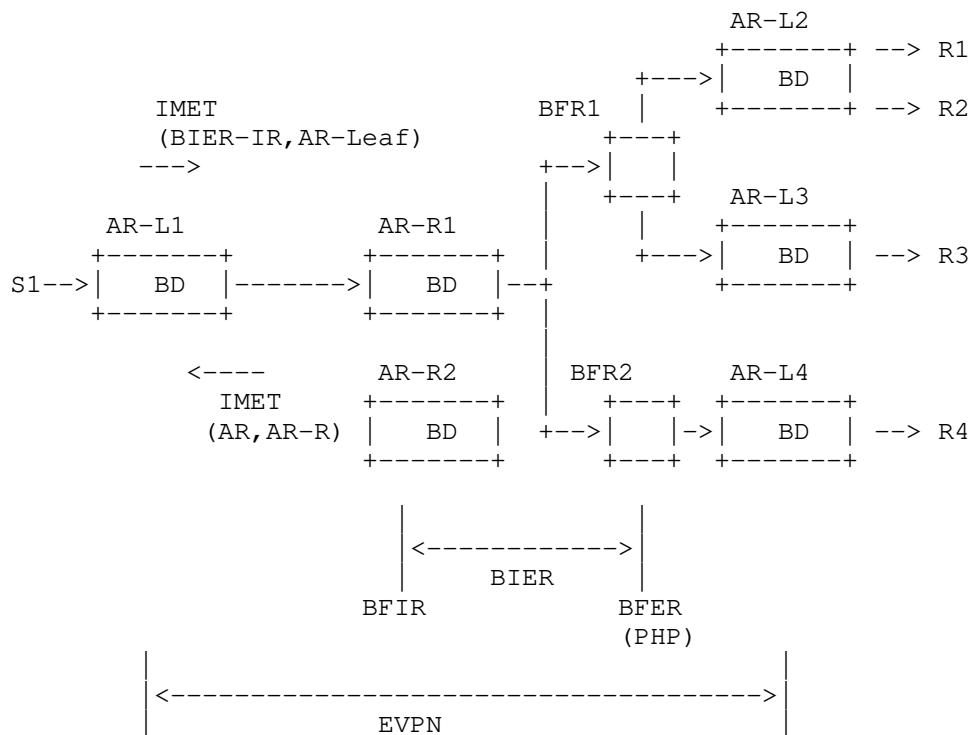 AR-L2
+-------+ --> R1
+--->| BD |
IMET BFR1 | +-------+ --> R2
(BIER-IR,AR-Leaf) +---+
---> +-->| |
| +---+ AR-L3
AR-L1 AR-R1 | | +-------+
+-------+ +-------+ | +--->| BD | --> R3
S1-->| BD |------->| BD |--+ +-------+
+-------+ +-------+ |
|
<---- AR-R2 | BFR2 AR-L4
IMET +-------+ | +---+ +-------+
(AR,AR-R) | BD | +-->| |->| BD | --> R4
+-------+ +---+ +-------+
| |
|<------------>|
| BIER |
BFIR BFER
(PHP)
| |
|<-------------------------------------->|
| EVPN |